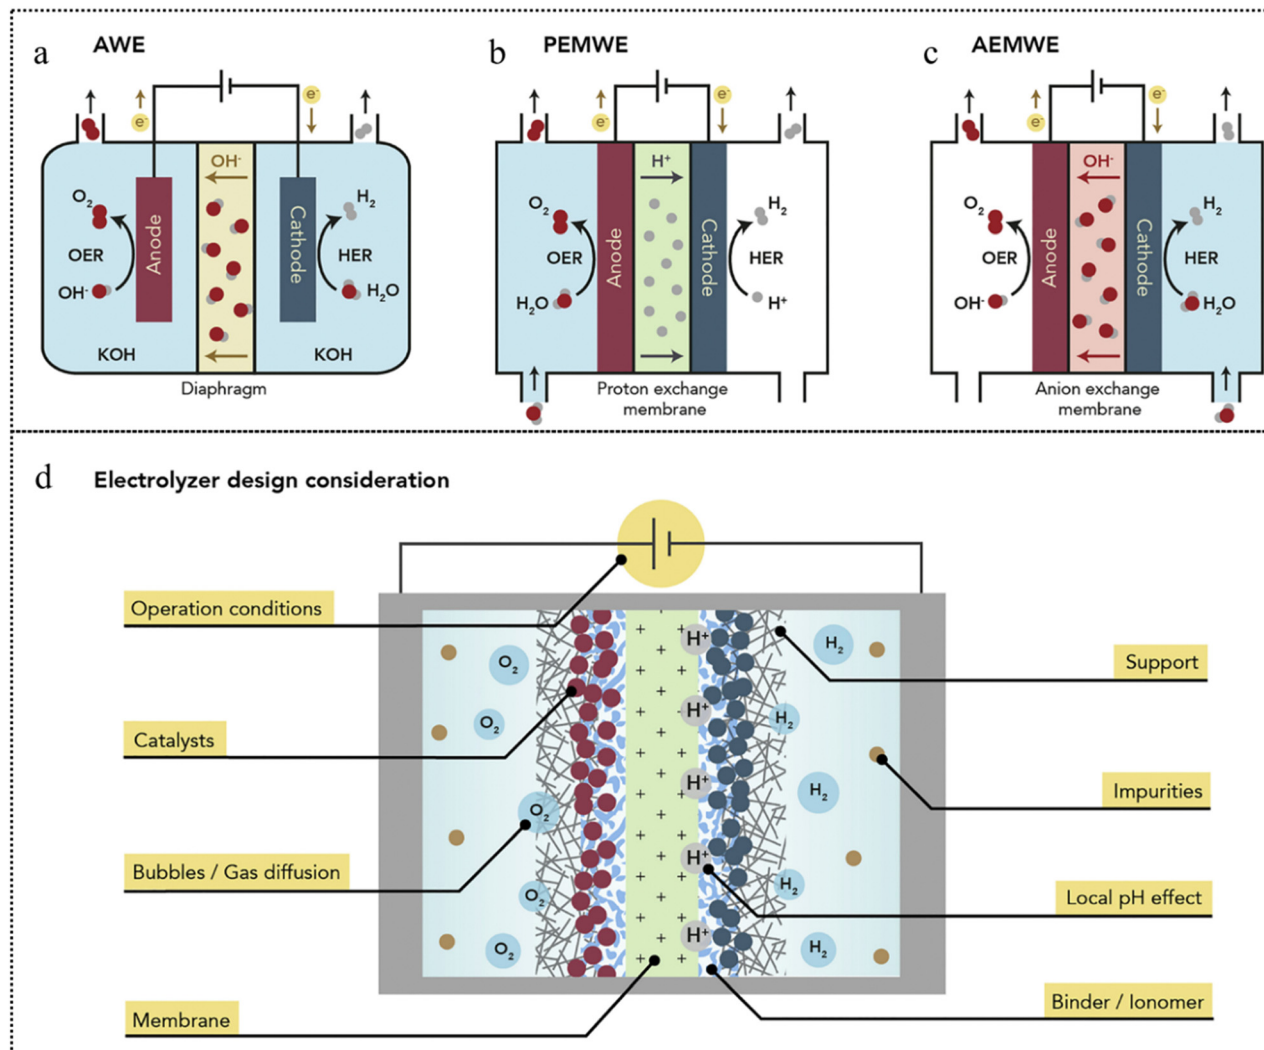 a
AWE
e⁻
e⁻
OH⁻
O₂
H₂
OER
Anode
Cathode
HER
OH⁻
H₂O
KOH
KOH
Diaphragm
b
PEMWE
e⁻
e⁻
H⁺
O₂
H₂
OER
Anode
Cathode
HER
H₂O
H⁺
Proton exchange
membrane
c
AEMWE
e⁻
e⁻
OH⁻
O₂
H₂
OER
Anode
Cathode
HER
OH⁻
H₂O
Anion exchange
membrane
d
Electrolyzer design consideration
Operation conditions
Catalysts
Bubbles / Gas diffusion
Membrane
O₂
O₂
O₂
O₂
O₂
+ +
+
+ +
+
+ +
+
+ +
+
+ +
+
+ +
+
+ +
+
+ +
+
+ +
+
+ +
H⁺
H⁺
H⁺
H⁺
H⁺
H₂
H₂
H₂
H₂
H₂
Support
Impurities
Local pH effect
Binder / Ionomer